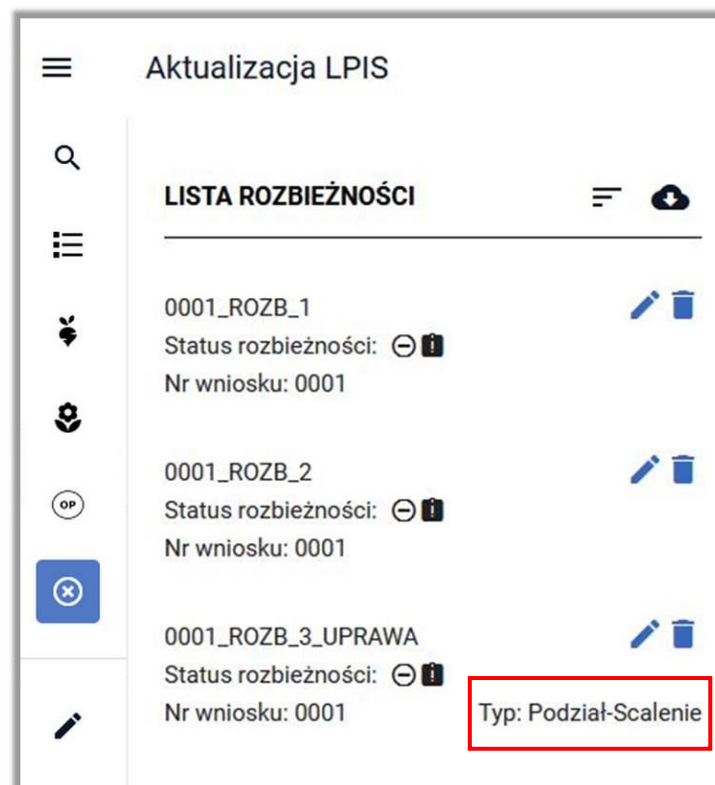 Aktualizacja LPIS
LISTA ROZBIEŻNOŚCI
0001_ROZB_1
Status rozbieżności:
Nr wniosku: 0001
0001_ROZB_2
Status rozbieżności:
Nr wniosku: 0001
OP
0001_ROZB_3_UPRAWA
Status rozbieżności:
Nr wniosku: 0001 Typ: Podział-Scalenie